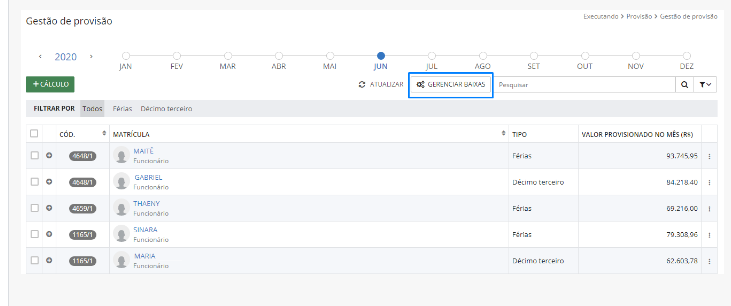 Executando > Provisão > Gestão de provisão
Gestão de provisão
2020
JAN FEV MAR ABR MAI JUN JUL AGO SET OUT NOV DEZ
+ CÁLCULO
ATUALIZAR
GERENCIAR BAIXAS
Pesquisar
FILTRAR POR Todos Férias Décimo terceiro
CÓD. MATRÍCULA TIPO VALOR PROVISIONADO NO MÊS (R$)
4648/1 MAITÊ Férias 93.745,95
Funcionário
4648/1 GABRIEL Décimo terceiro 84.218,40
Funcionário
4659/1 THAENY Férias 69.216,00
Funcionário
1165/1 SINARA Férias 79.308,96
Funcionário
1165/1 MARIA Décimo terceiro 62.603,78
Funcionário